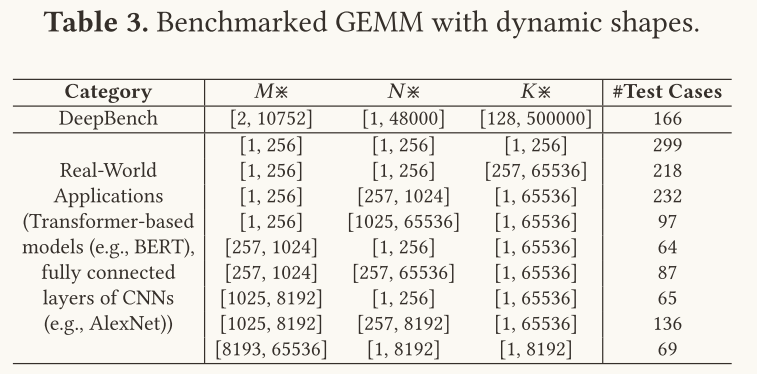 Table 3. Benchmarked GEMM with dynamic shapes.
Category M※ N※ K※ #Test Cases
DeepBench [2, 10752] [1, 48000] [128, 500000] 166
[1, 256] [1, 256] [1, 256] 299
Real-World [1, 256] [1, 256] [257, 65536] 218
Applications [1, 256] [257, 1024] [1, 65536] 232
(Transformer-based [1, 256] [1025, 65536] [1, 65536] 97
models (e.g., BERT), [257, 1024] [1, 256] [1, 65536] 64
fully connected [257, 1024] [257, 65536] [1, 65536] 87
layers of CNNs [1025, 8192] [1, 256] [1, 65536] 65
(e.g., AlexNet)) [1025, 8192] [257, 8192] [1, 65536] 136
[8193, 65536] [1, 8192] [1, 8192] 69